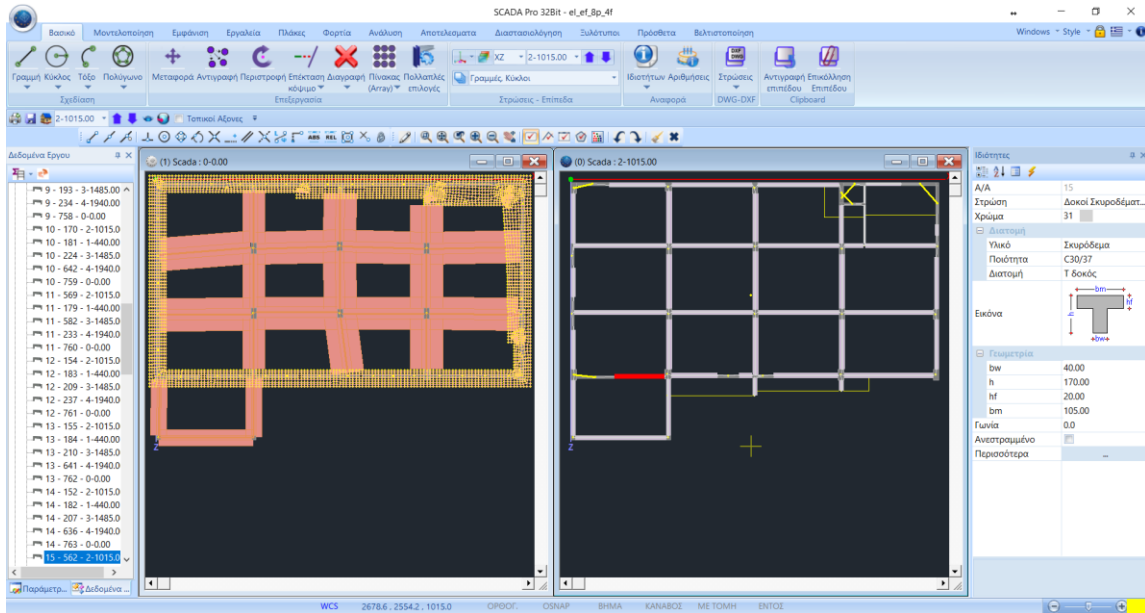 SCADA Pro 32Bit - el_ef_8p_4f
Βασικό Μοντελοποίηση Εμφάνιση Εργαλεία Πλάκες Φορτία Ανάλυση Αποτελεσματα Διαστασιολόγηση Ξυλότυποι Πρόσθετα Βελτιστοποίηση Windows Style
XZ 2-1015.00
Γραμμή Κύκλος Τόξο Πολύγωνο Μεταφορά Αντιγραφή Περιστροφή Επέκταση κόψιμο Διαγραφή Πίνακας (Array) Πολλαπλές επιλογές Γραμμές, Κύκλοι Ιδιοτήτων Αριθμήσεις Στρώσεις Αντιγραφή επιπέδου Επικόλληση Επιπέδου
Σχεδίαση Επεξεργασία Στρώσεις - Επίπεδα Αναφορά DWG-DXF Clipboard
2-1015.00 Τοπικοί Αξονες
Δεδομένα Εργου
9 - 193 - 3-1485.00
9 - 234 - 4-1940.0
9 - 758 - 0-0.00
10 - 170 - 2-1015.0
10 - 181 - 1-440.00
10 - 224 - 3-1485.0
10 - 642 - 4-1940.0
10 - 759 - 0-0.00
11 - 569 - 2-1015.0
11 - 179 - 1-440.00
11 - 582 - 3-1485.0
11 - 233 - 4-1940.0
11 - 760 - 0-0.00
12 - 154 - 2-1015.0
12 - 183 - 1-440.00
12 - 209 - 3-1485.0
12 - 237 - 4-1940.0
12 - 761 - 0-0.00
13 - 155 - 2-1015.0
13 - 184 - 1-440.00
13 - 210 - 3-1485.0
13 - 641 - 4-1940.0
13 - 762 - 0-0.00
14 - 152 - 2-1015.0
14 - 182 - 1-440.00
14 - 207 - 3-1485.0
14 - 636 - 4-1940.0
14 - 763 - 0-0.00
15 - 562 - 2-1015.0
Παράμετρ... Δεδομένα ...
(1) Scada : 0-0.00
Z
(0) Scada : 2-1015.00
Z
Ιδιότητες
Α/Α 15
Στρώση Δοκοί Σκυροδέματ...
Χρώμα 31
Διατομή
Υλικό Σκυρόδεμα
Ποιότητα C30/37
Διατομή Τ δοκός
Εικόνα bm hf h bw
Γεωμετρία
bw 40.00
h 170.00
hf 20.00
bm 105.00
Γωνία 0.0
Ανεστραμμένο
Περισσότερα ...
WCS 2678.6 . 2554.2 . 1015.0 ΟΡΘΟΓ. OSNAP ΒΗΜΑ ΚΑΝΑΒΟΣ ΜΕ ΤΟΜΗ ΕΝΤΟΣ